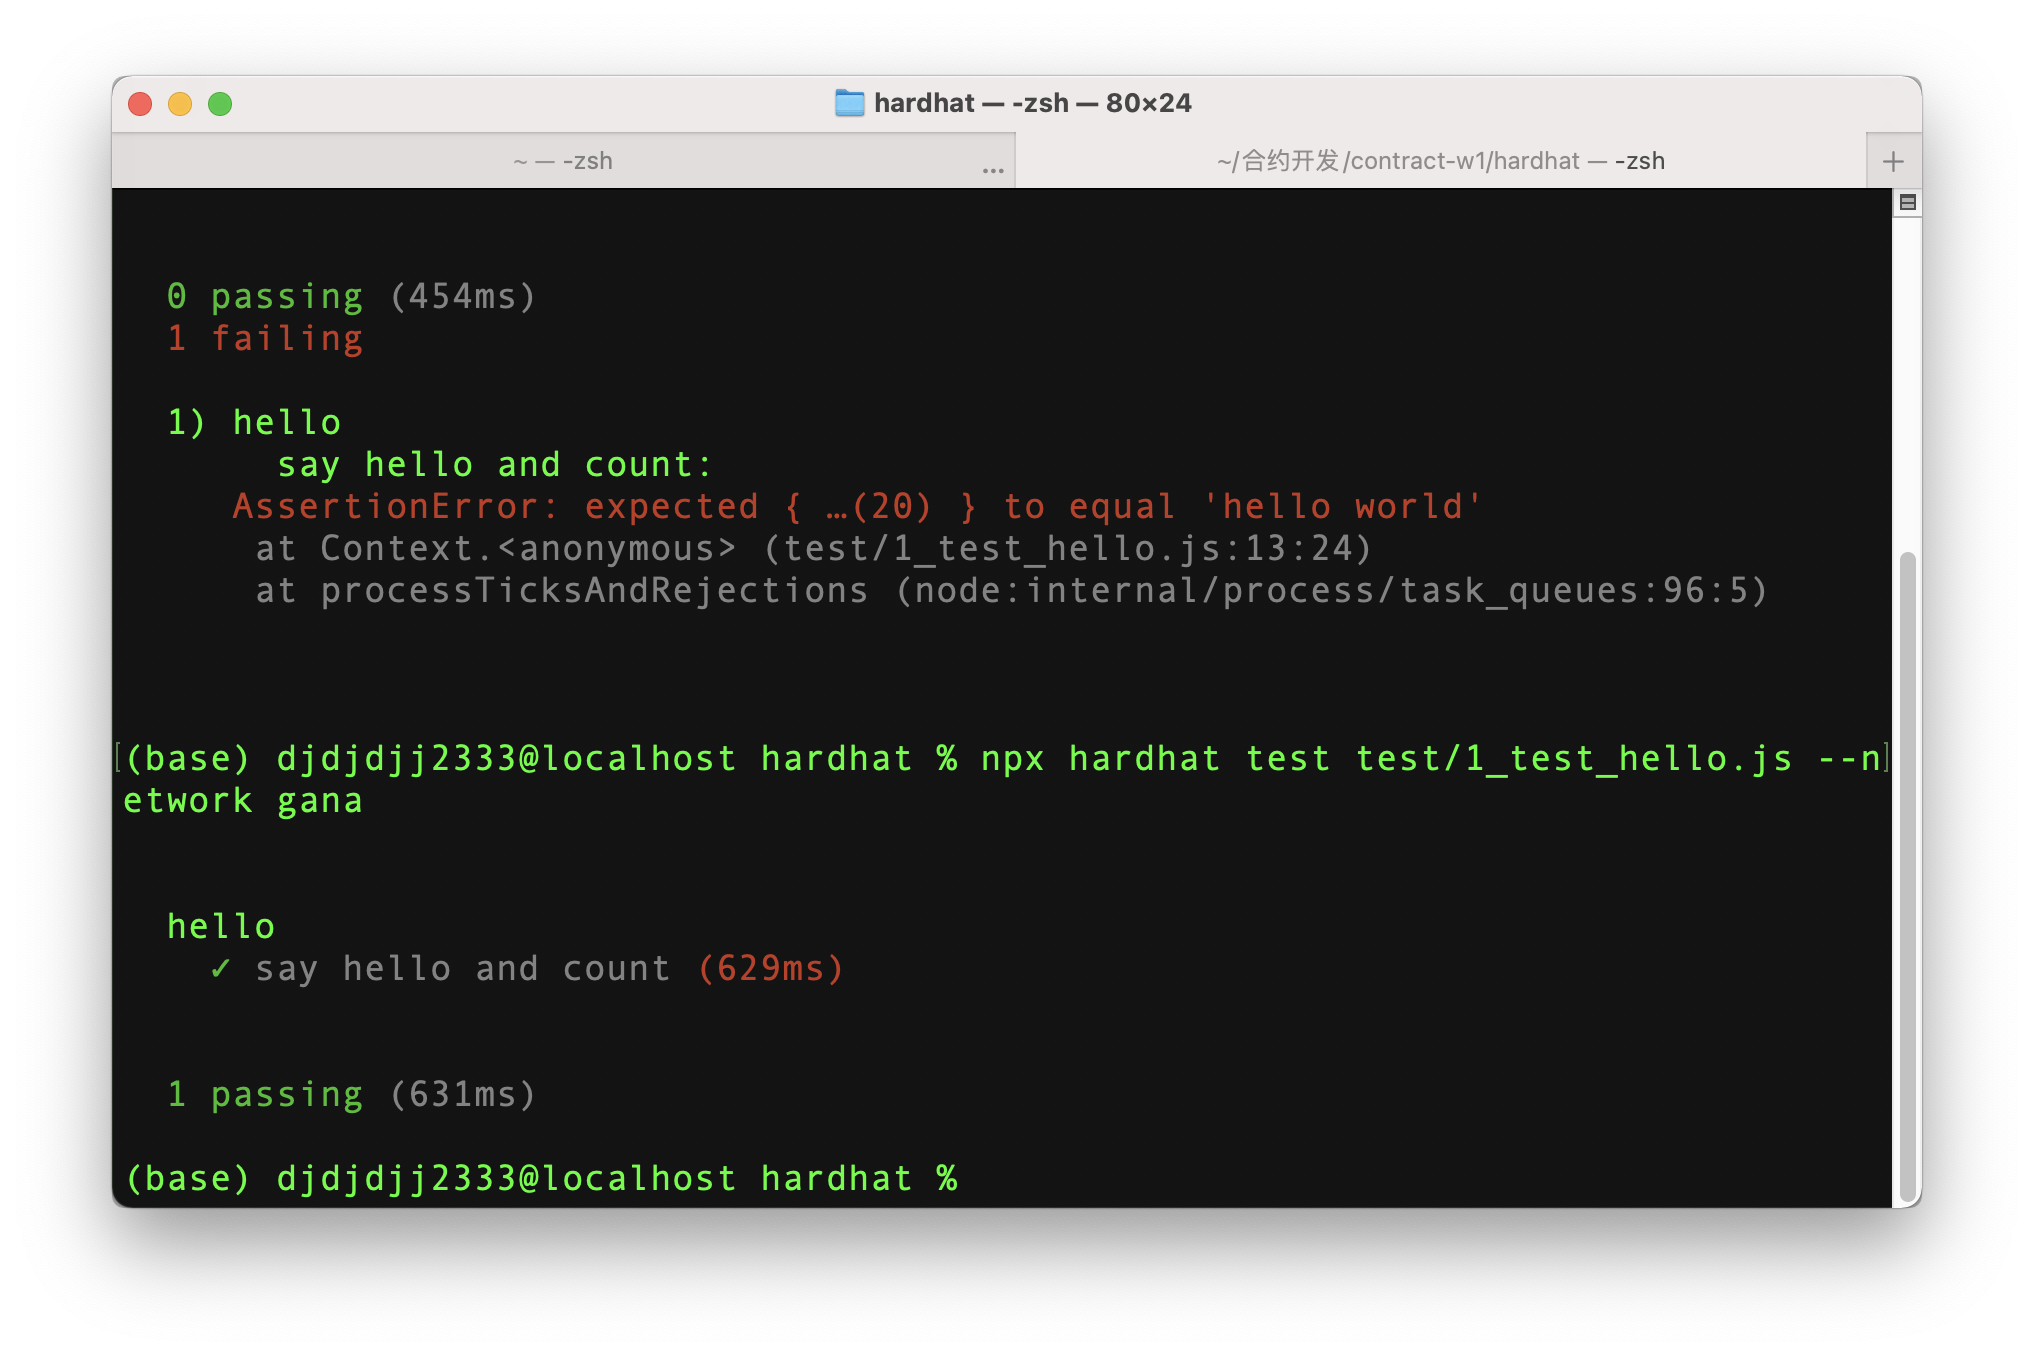 hardhat — -zsh — 80×24
~ — -zsh ...
~/合约开发/contract-w1/hardhat — -zsh +
0 passing (454ms)
1 failing
1) hello
say hello and count:
AssertionError: expected { …(20) } to equal 'hello world'
at Context.<anonymous> (test/1_test_hello.js:13:24)
at processTicksAndRejections (node:internal/process/task_queues:96:5)
[(base) djdjdjj2333@localhost hardhat % npx hardhat test test/1_test_hello.js --n]
etwork gana
hello
✓ say hello and count (629ms)
1 passing (631ms)
(base) djdjdjj2333@localhost hardhat %